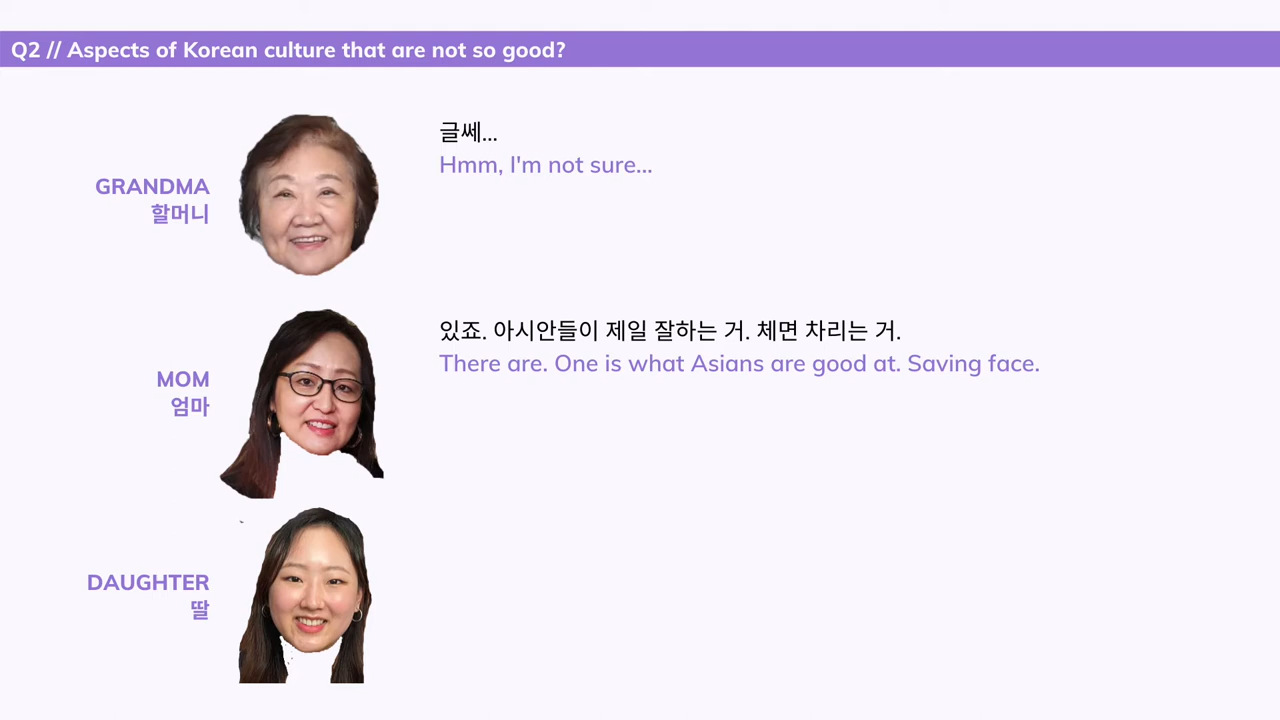 Q2 // Aspects of Korean culture that are not so good?
GRANDMA
할머니
글쎄...
Hmm, I'm not sure...
MOM
엄마
있죠. 아시안들이 제일 잘하는 거. 체면 차리는 거.
There are. One is what Asians are good at. Saving face.
DAUGHTER
딸